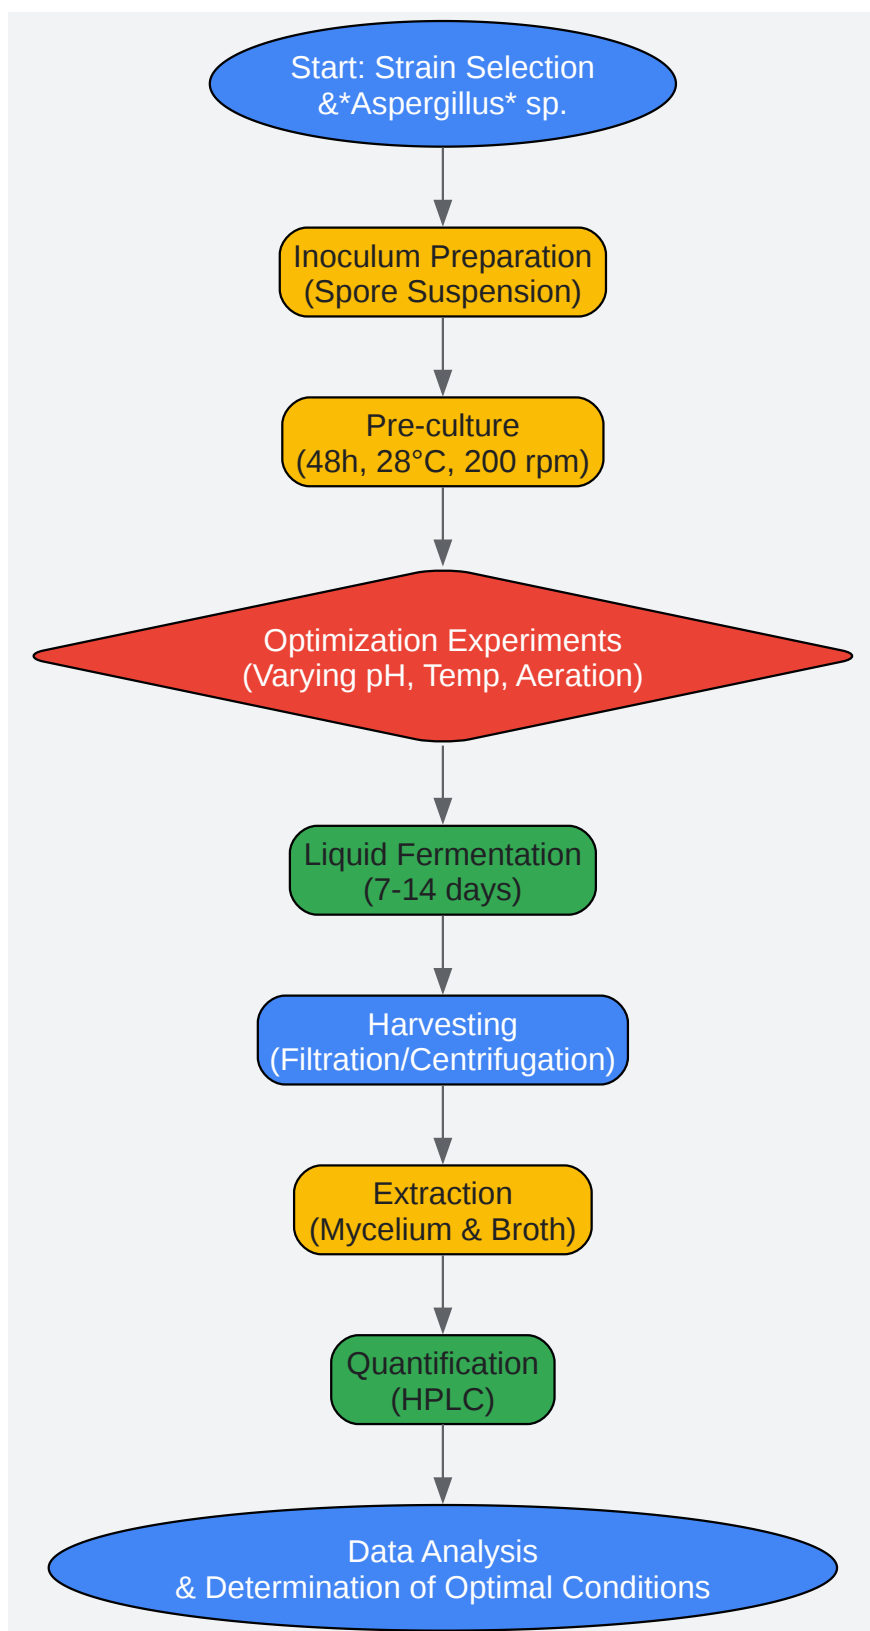 Start: Strain Selection
&*Aspergillus* sp.
Inoculum Preparation
(Spore Suspension)
Pre-culture
(48h, 28°C, 200 rpm)
Optimization Experiments
(Varying pH, Temp, Aeration)
Liquid Fermentation
(7-14 days)
Harvesting
(Filtration/Centrifugation)
Extraction
(Mycelium & Broth)
Quantification
(HPLC)
Data Analysis
& Determination of Optimal Conditions